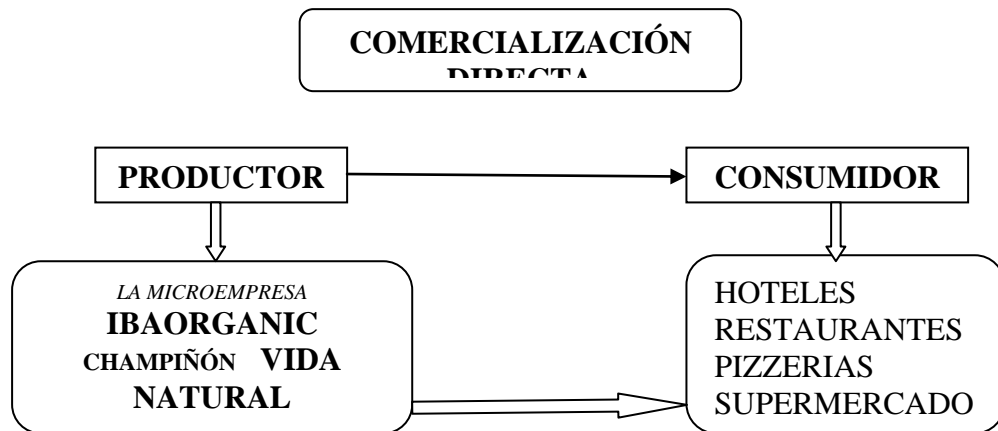 COMERCIALIZACIÓN
DIRECTA
PRODUCTOR
CONSUMIDOR
LA MICROEMPRESA
IBAORGANIC
CHAMPIÑÓN VIDA
NATURAL
HOTELES
RESTAURANTES
PIZZERIAS
SUPERMERCADO